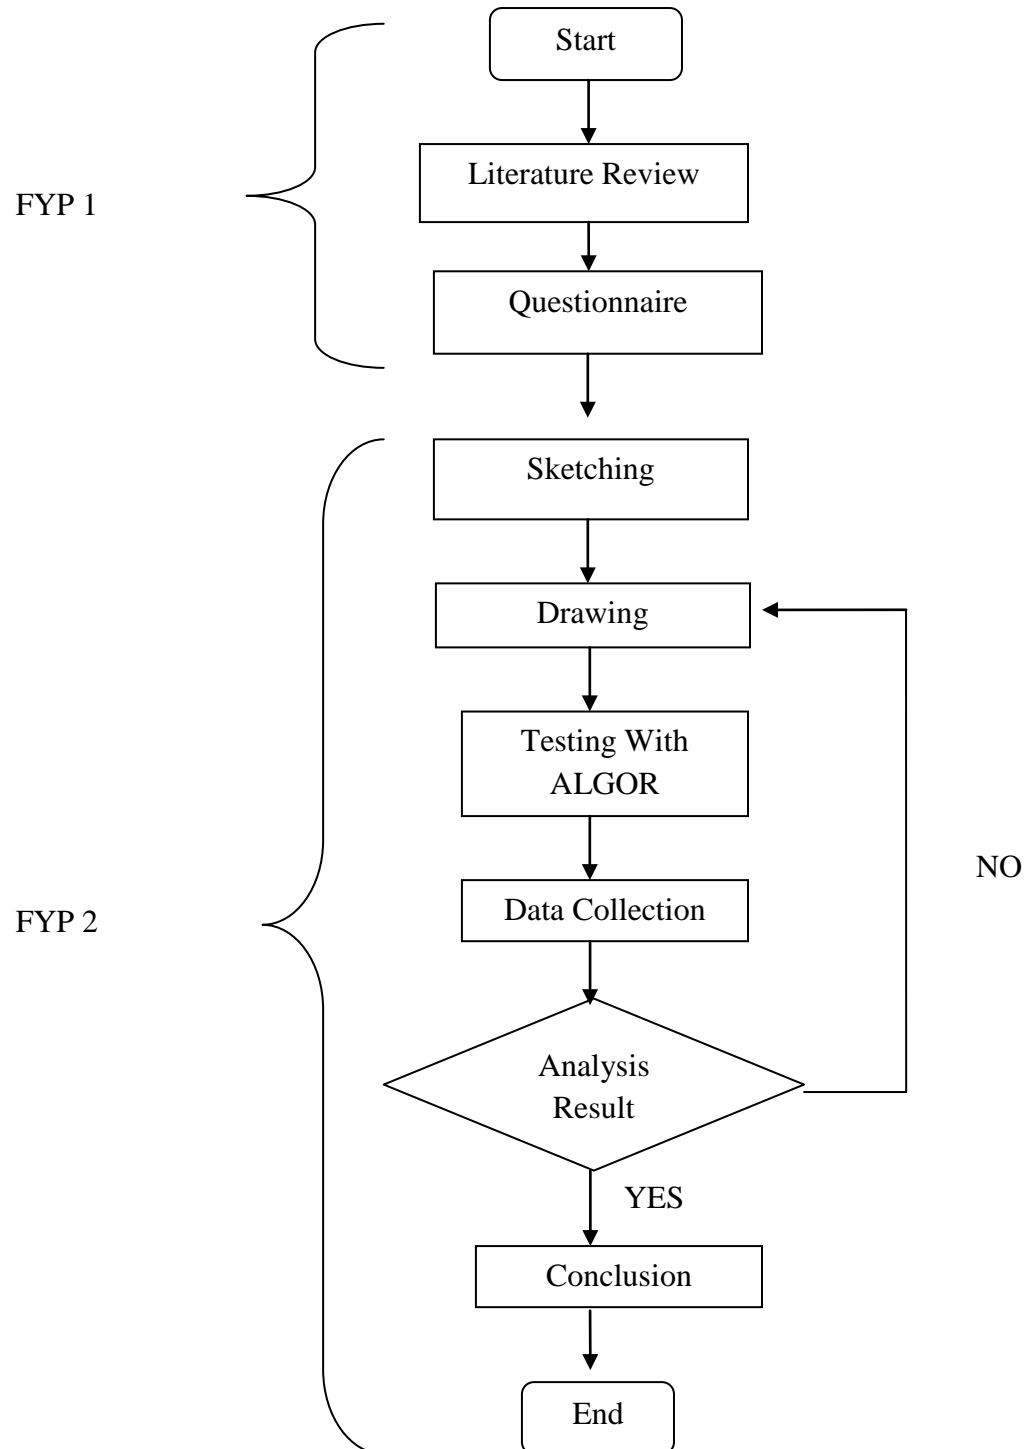 Start
Literature Review
FYP 1
Questionnaire
Sketching
Drawing
Testing With
ALGOR
NO
Data Collection
FYP 2
Analysis
Result
YES
Conclusion
End